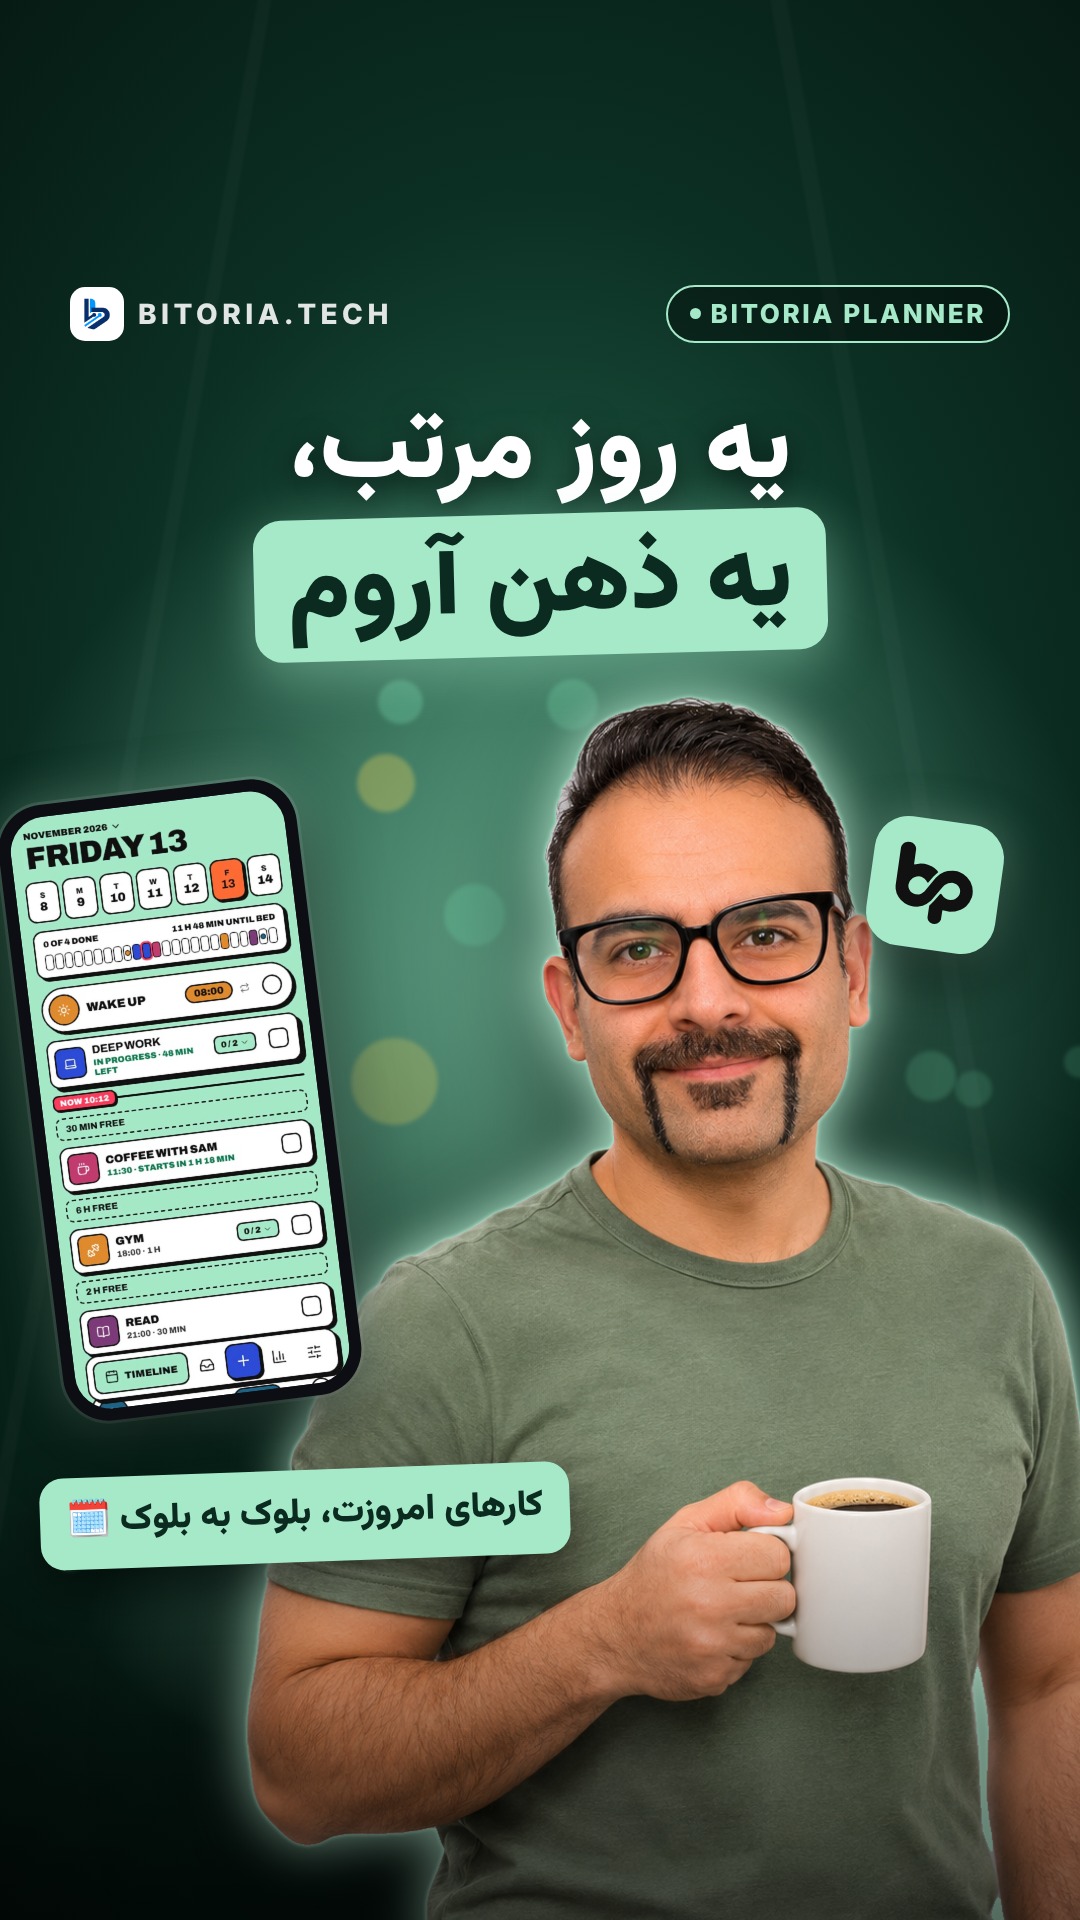 BITORIA.TECH
BITORIA PLANNER
یه روز مرتب،
یه ذهن آروم
bp
NOVEMBER 2026
FRIDAY 13
S M T W T F S
8 9 10 11 12 13 14
0 OF 4 DONE
11 H 48 MIN UNTIL BED
WAKE UP
08:00
DEEP WORK
IN PROGRESS · 48 MIN LEFT
0 / 2
NOW 10:12
30 MIN FREE
COFFEE WITH SAM
11:30 · STARTS IN 1 H 18 MIN
6 H FREE
GYM
18:00 · 1 H
0 / 2
2 H FREE
READ
21:00 · 30 MIN
TIMELINE
کارهای امروزت، بلوک به بلوک 🗓️